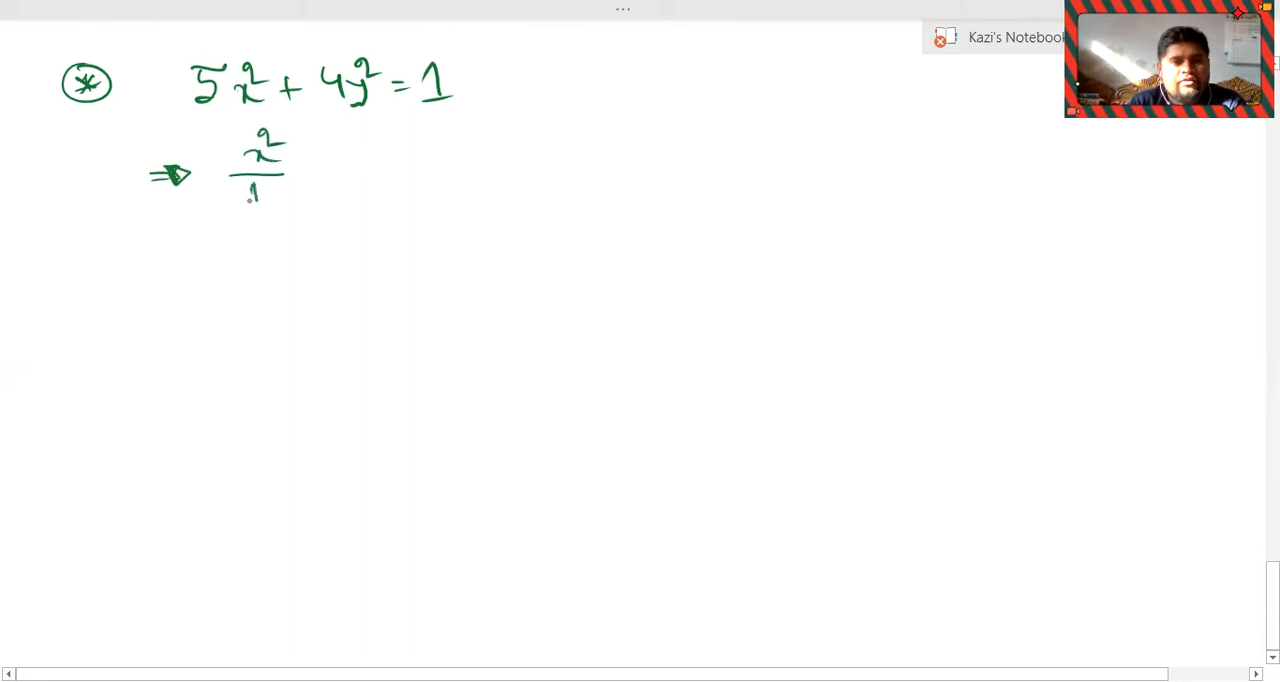 ...
Kazi's Notebook
⊛ 5x² + 4y² = 1
⇒ x²/1